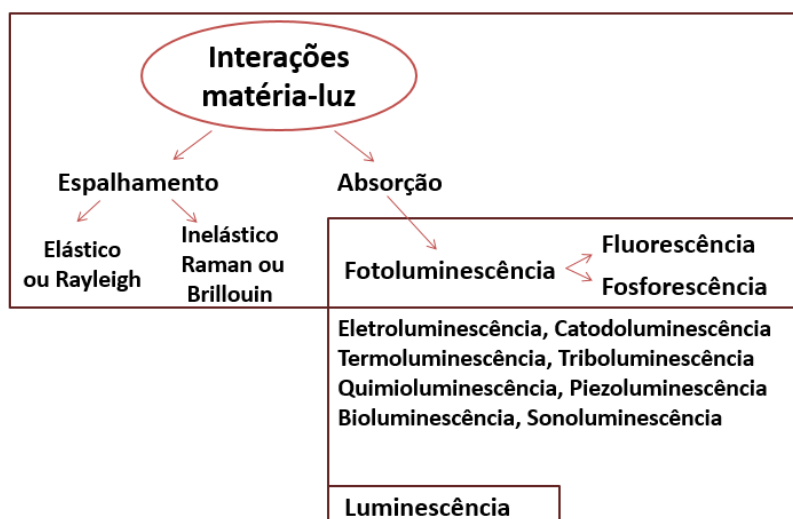 Interações
matéria-luz
Espalhamento
Absorção
Elástico
ou Rayleigh
Inelástico
Raman ou
Brillouin
Fotoluminescência
Fluorescência
Fosforescência
Eletroluminescência, Catodoluminescência
Termoluminescência, Triboluminescência
Quimioluminescência, Piezoluminescência
Bioluminescência, Sonoluminescência
Luminescência